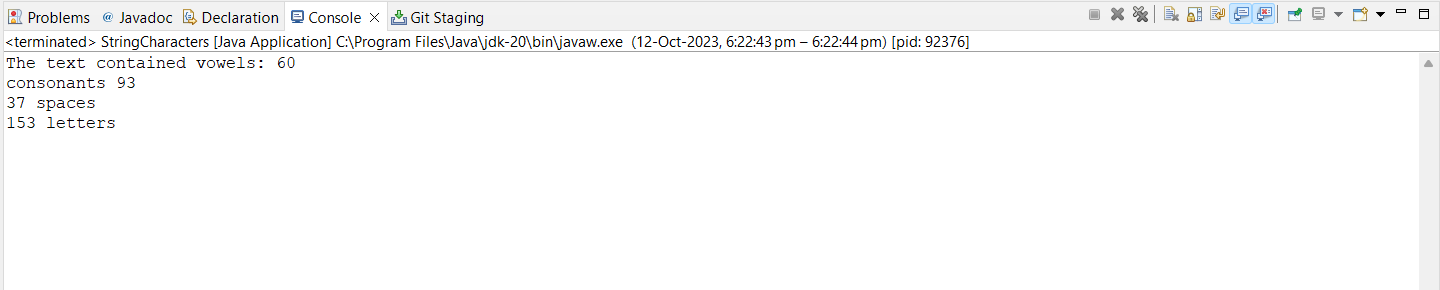 Problems @ Javadoc Declaration Console Git Staging
<terminated> StringCharacters [Java Application] C:\Program Files\Java\jdk-20\bin\javaw.exe (12-Oct-2023, 6:22:43 pm – 6:22:44 pm) [pid: 92376]
The text contained vowels: 60
consonants 93
37 spaces
153 letters